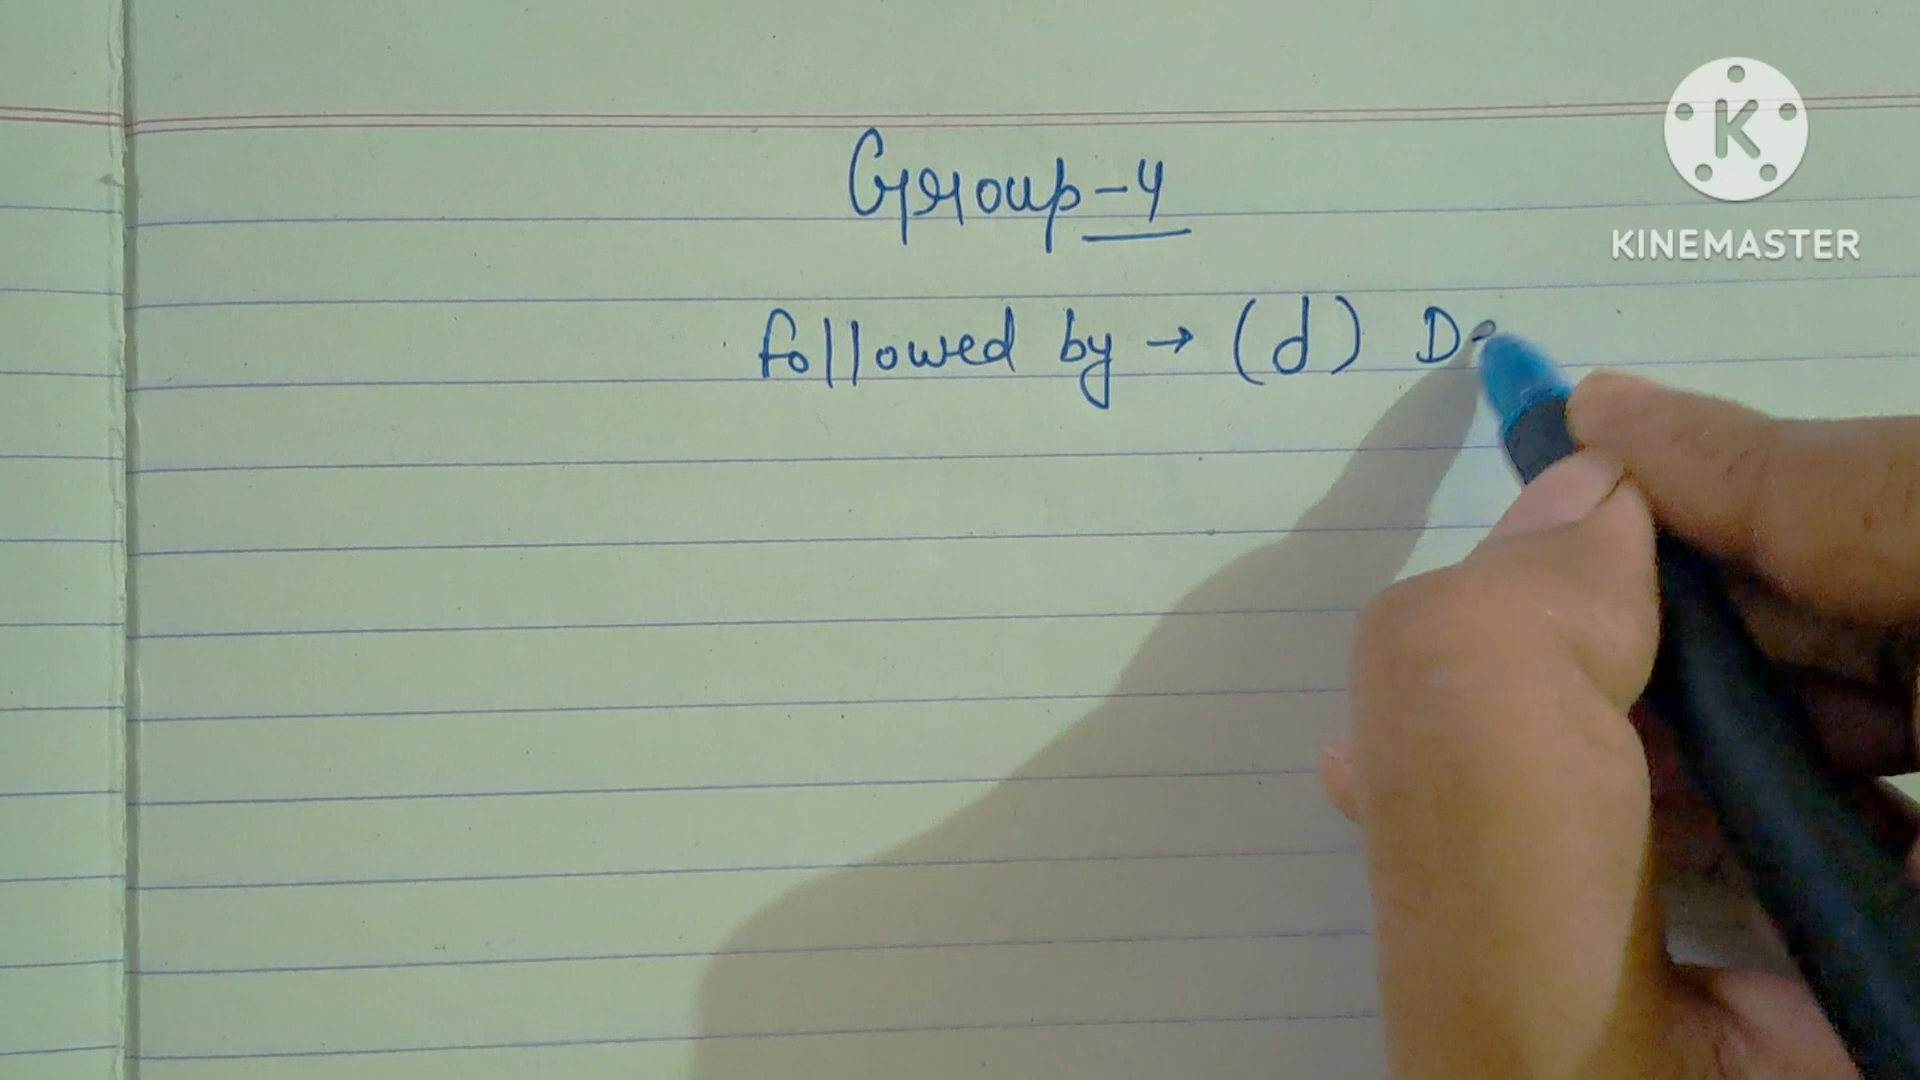 Group-4
K
KINEMASTER
followed by → (d) D